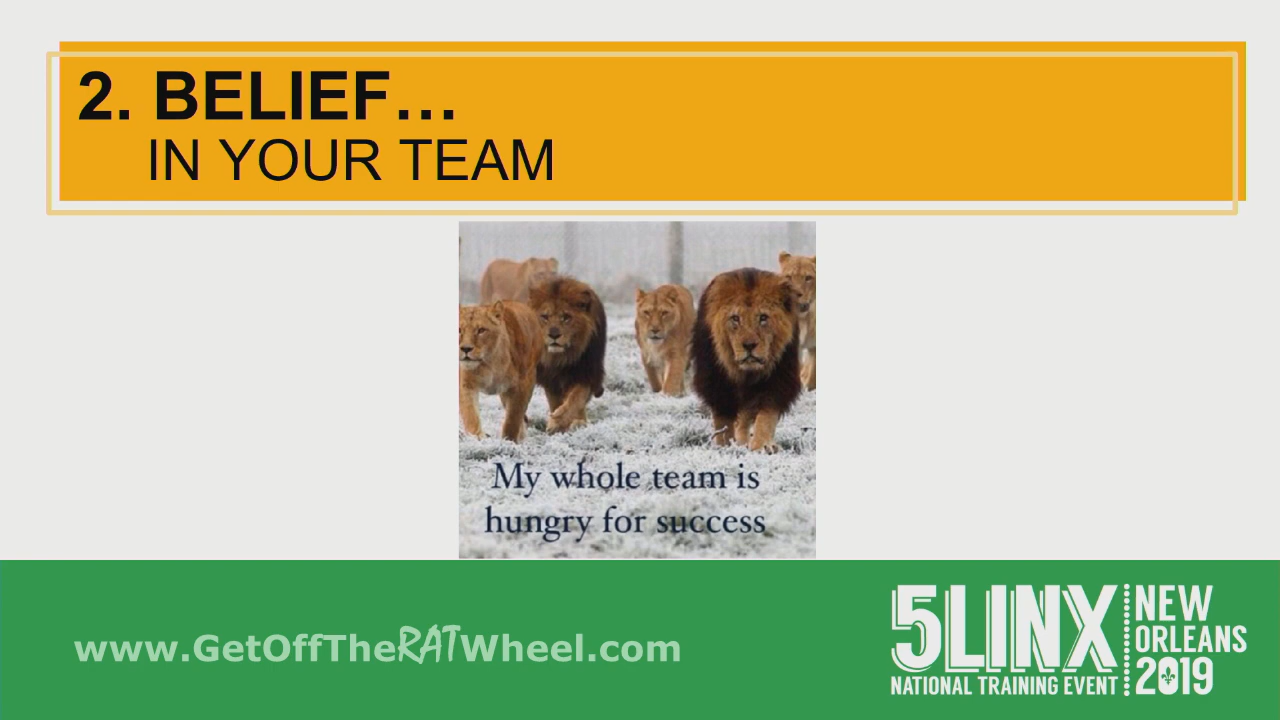 2. BELIEF…
IN YOUR TEAM
My whole team is
hungry for success
www.GetOffTheRATWheel.com
5LINX
NATIONAL TRAINING EVENT
NEW
ORLEANS
2019